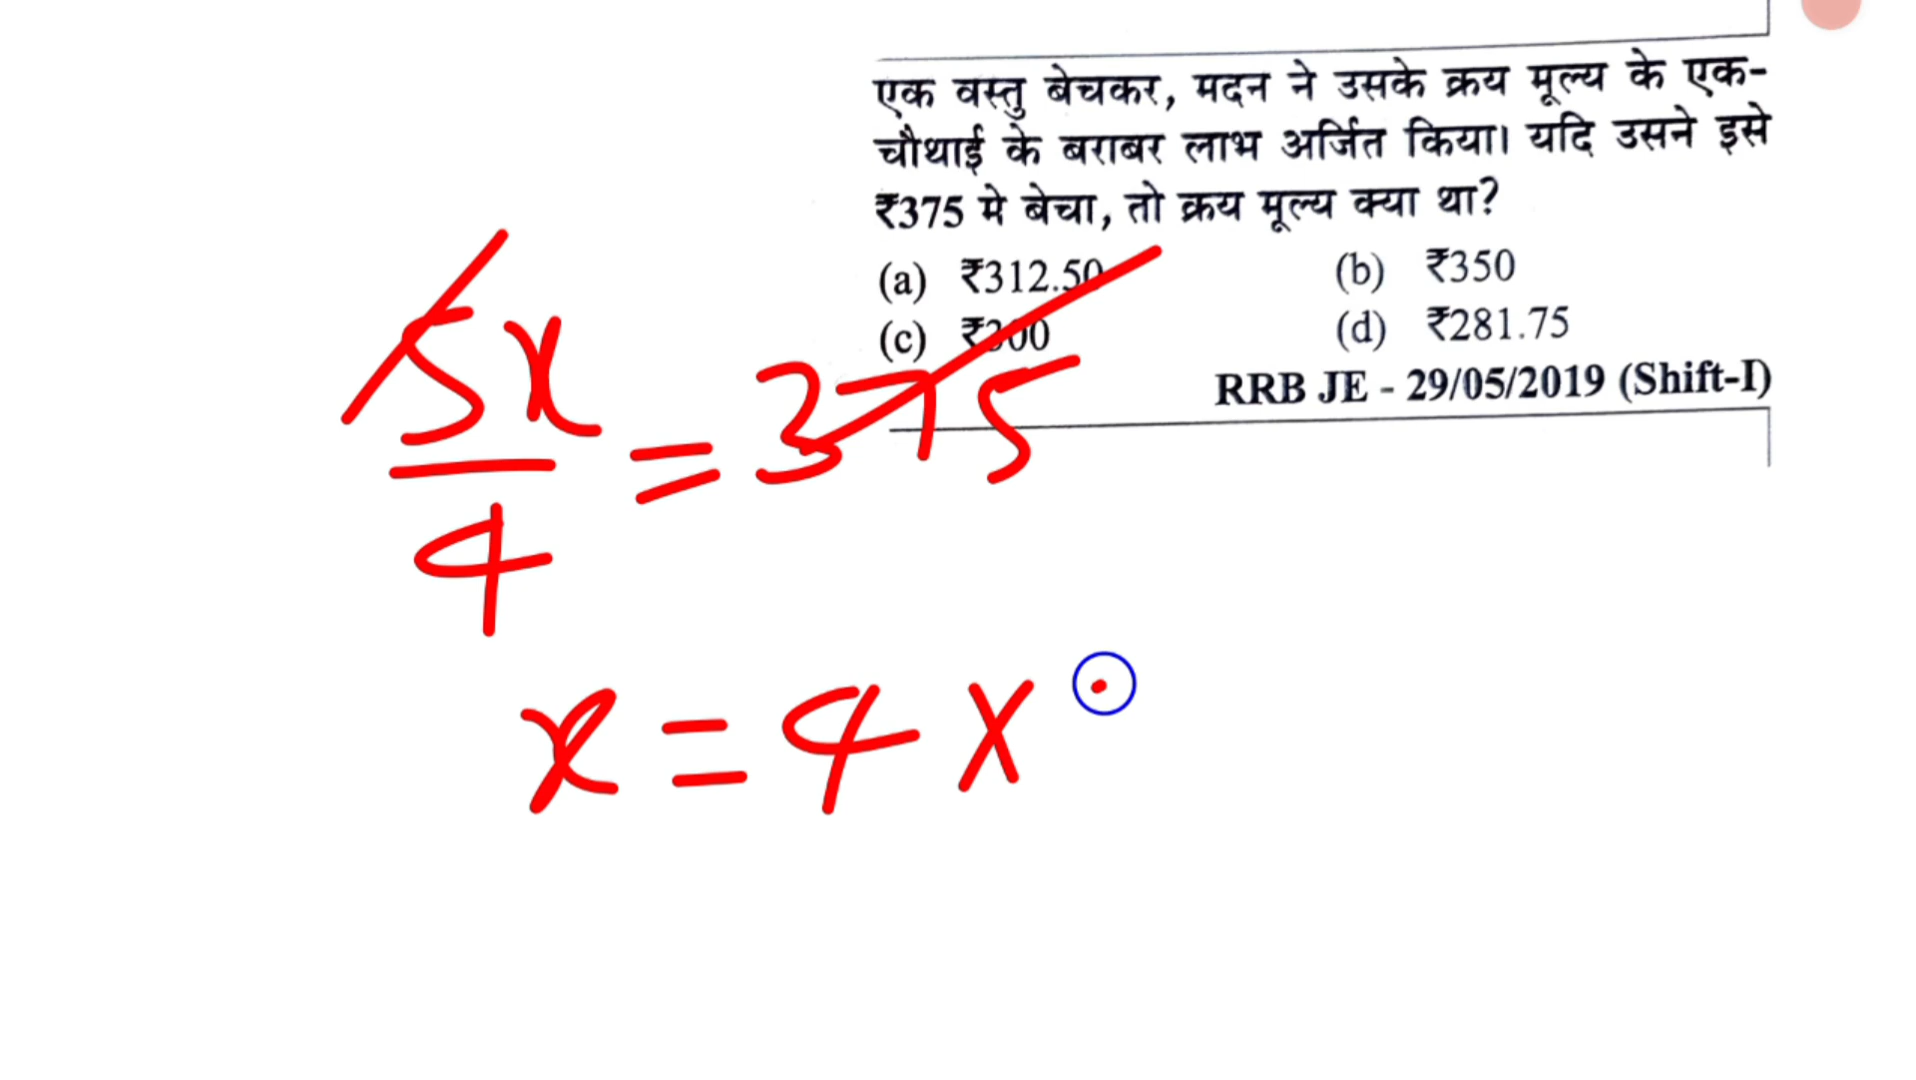 एक वस्तु बेचकर, मदन ने उसके क्रय मूल्य के एक-
चौथाई के बराबर लाभ अर्जित किया। यदि उसने इसे
₹375 मे बेचा, तो क्रय मूल्य क्या था?
(a) ₹312.50 (b) ₹350
(c) ₹300 (d) ₹281.75
RRB JE - 29/05/2019 (Shift-I)
5x/4 = 375
x = 4 ×